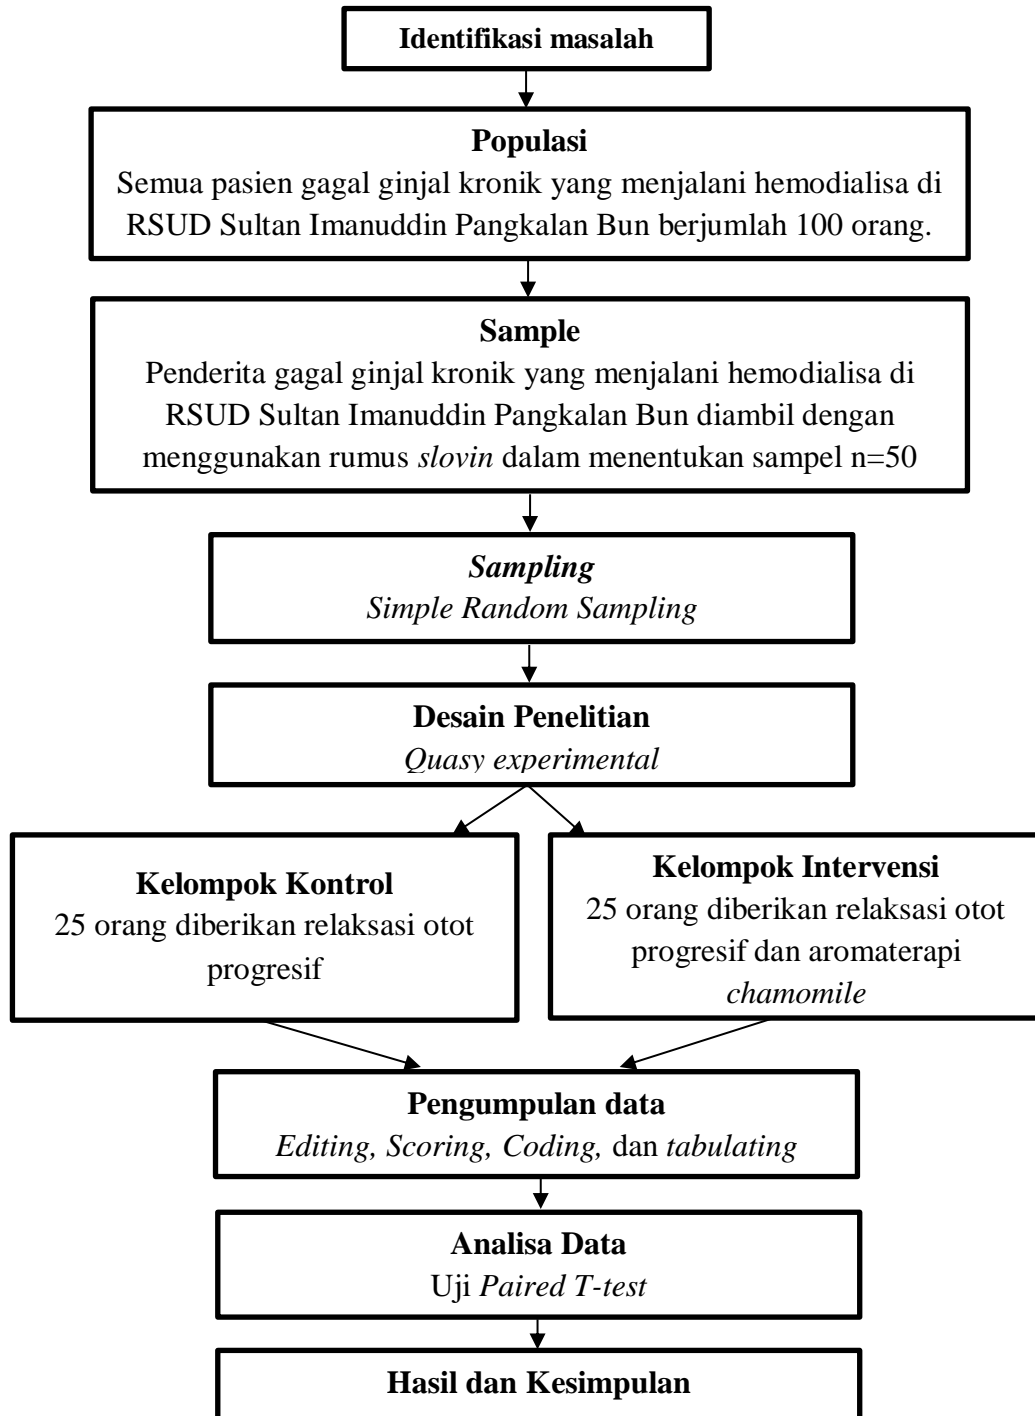 Identifikasi masalah
Populasi
Semua pasien gagal ginjal kronik yang menjalani hemodialisa di
RSUD Sultan Imanuddin Pangkalan Bun berjumlah 100 orang.
Sample
Penderita gagal ginjal kronik yang menjalani hemodialisa di
RSUD Sultan Imanuddin Pangkalan Bun diambil dengan
menggunakan rumus slovin dalam menentukan sampel n=50
Sampling
Simple Random Sampling
Desain Penelitian
Quasy experimental
Kelompok Kontrol
25 orang diberikan relaksasi otot
progresif
Kelompok Intervensi
25 orang diberikan relaksasi otot
progresif dan aromaterapi
chamomile
Pengumpulan data
Editing, Scoring, Coding, dan tabulating
Analisa Data
Uji Paired T-test
Hasil dan Kesimpulan